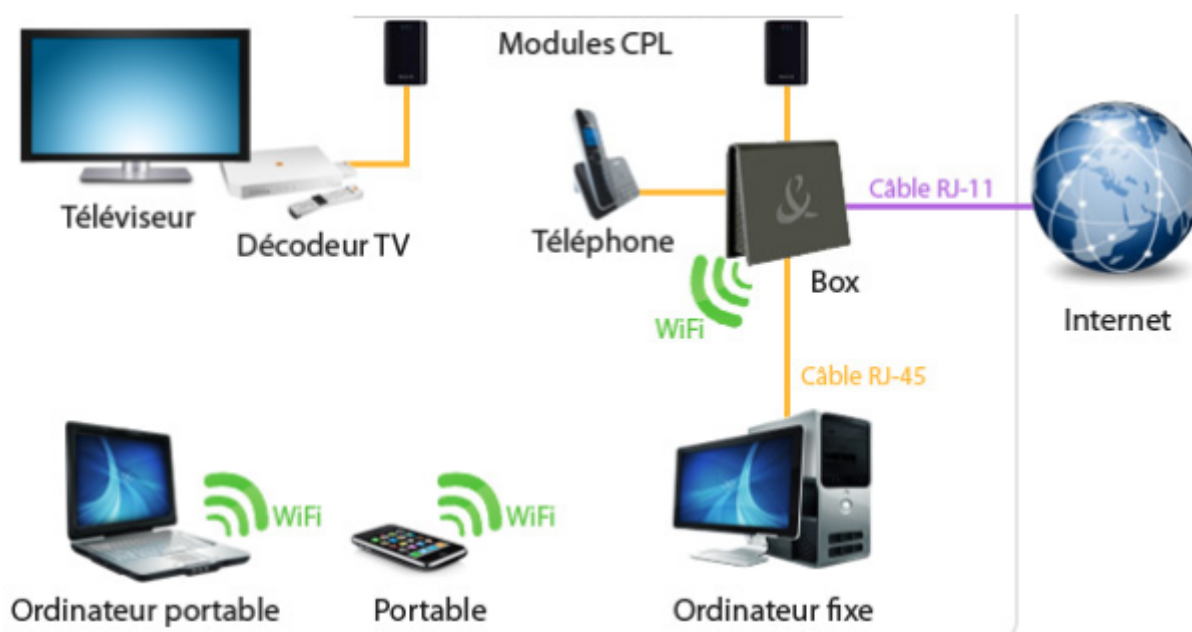 Modules CPL
Téléviseur
Décodeur TV
Téléphone
Câble RJ-11
Box
WiFi
Internet
Câble RJ-45
WiFi
WiFi
Ordinateur portable
Portable
Ordinateur fixe